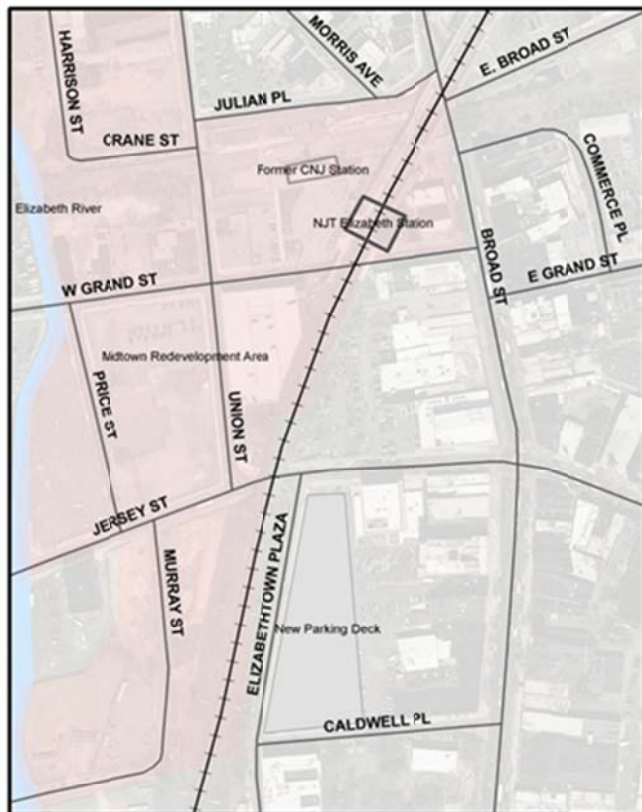 MORRIS AVE
E. BROAD ST
HARRISON ST
JULIAN PL
CRANE ST
COMMERCE PL
Former CNJ Station
Elizabeth River
NJT Elizabeth Staion
BROAD ST
E GRAND ST
W GRAND ST
Midtown Redevelopment Area
PRICE ST
UNION ST
JERSEY ST
MURRAY ST
ELIZABETHTOWN PLAZA
New Parking Deck
CALDWELL PL